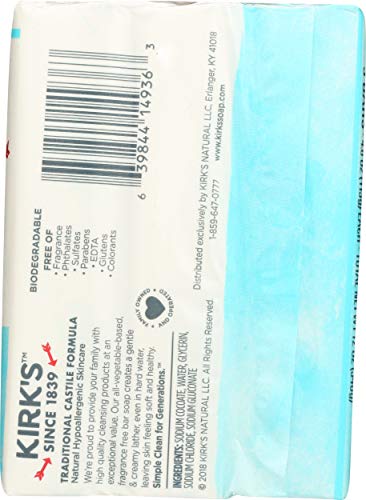 KIRK'S™
SINCE 1839
TRADITIONAL CASTILE FORMULA
Natural Hypoallergenic Skincare
We're proud to provide your family with
high quality cleansing products at an
exceptional value. Our all-vegetable-based,
fragrance free bar soap creates a gentle
& creamy lather, even in hard water,
leaving skin feeling soft and healthy.
Simple Clean for Generations.™
INGREDIENTS: SODIUM COCOATE, WATER, GLYCERIN,
SODIUM CHLORIDE, SODIUM GLUCONATE
© 2018 KIRK'S NATURAL LLC. All Rights Reserved.
FAMILY OWNED
AND OPERATED
BIODEGRADABLE
FREE OF
• Fragrance
• Phthalates
• Sulfates
• Parabens
• EDTA
• Glutens
• Colorants
6 39844 14936 3
Distributed exclusively by KIRK'S NATURAL LLC, Erlanger, KY 41018
1-859-647-0777 www.kirkssoap.com